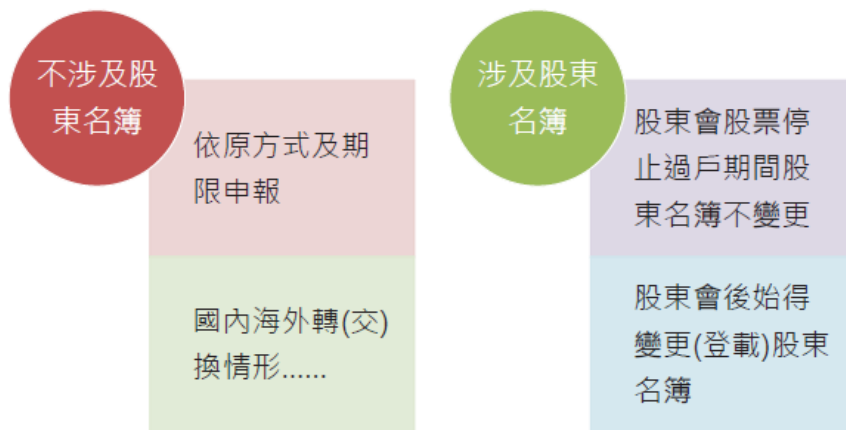 不涉及股
東名簿
依原方式及期
限申報
國內海外轉(交)
換情形......
涉及股東
名簿
股東會股票停
止過戶期間股
東名簿不變更
股東會後始得
變更(登載)股東
名簿